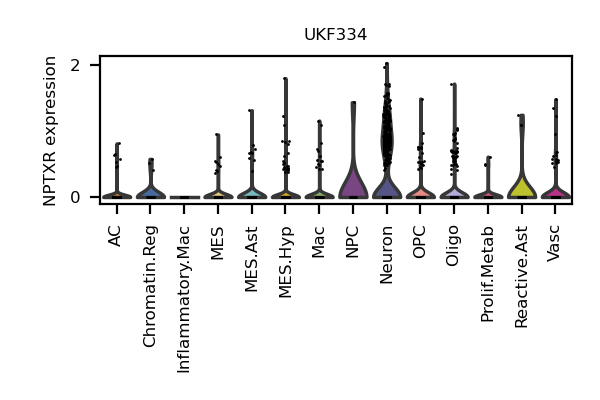 UKF334
NPTXR expression
2
0
AC
Chromatin.Reg
Inflammatory.Mac
MES
MES.Ast
MES.Hyp
Mac
NPC
Neuron
OPC
Oligo
Prolif.Metab
Reactive.Ast
Vasc